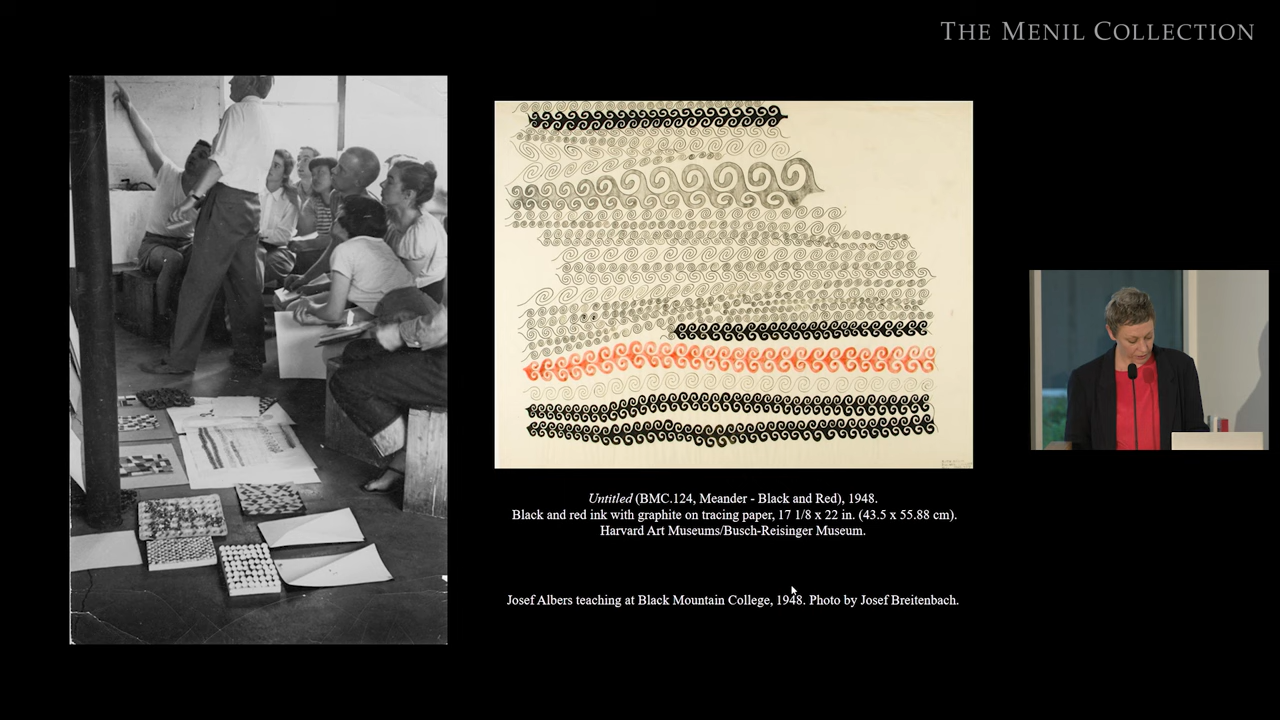 THE MENIL COLLECTION
Untitled (BMC.124, Meander - Black and Red), 1948.
Black and red ink with graphite on tracing paper, 17 1/8 x 22 in. (43.5 x 55.88 cm).
Harvard Art Museums/Busch-Reisinger Museum.
Josef Albers teaching at Black Mountain College, 1948. Photo by Josef Breitenbach.